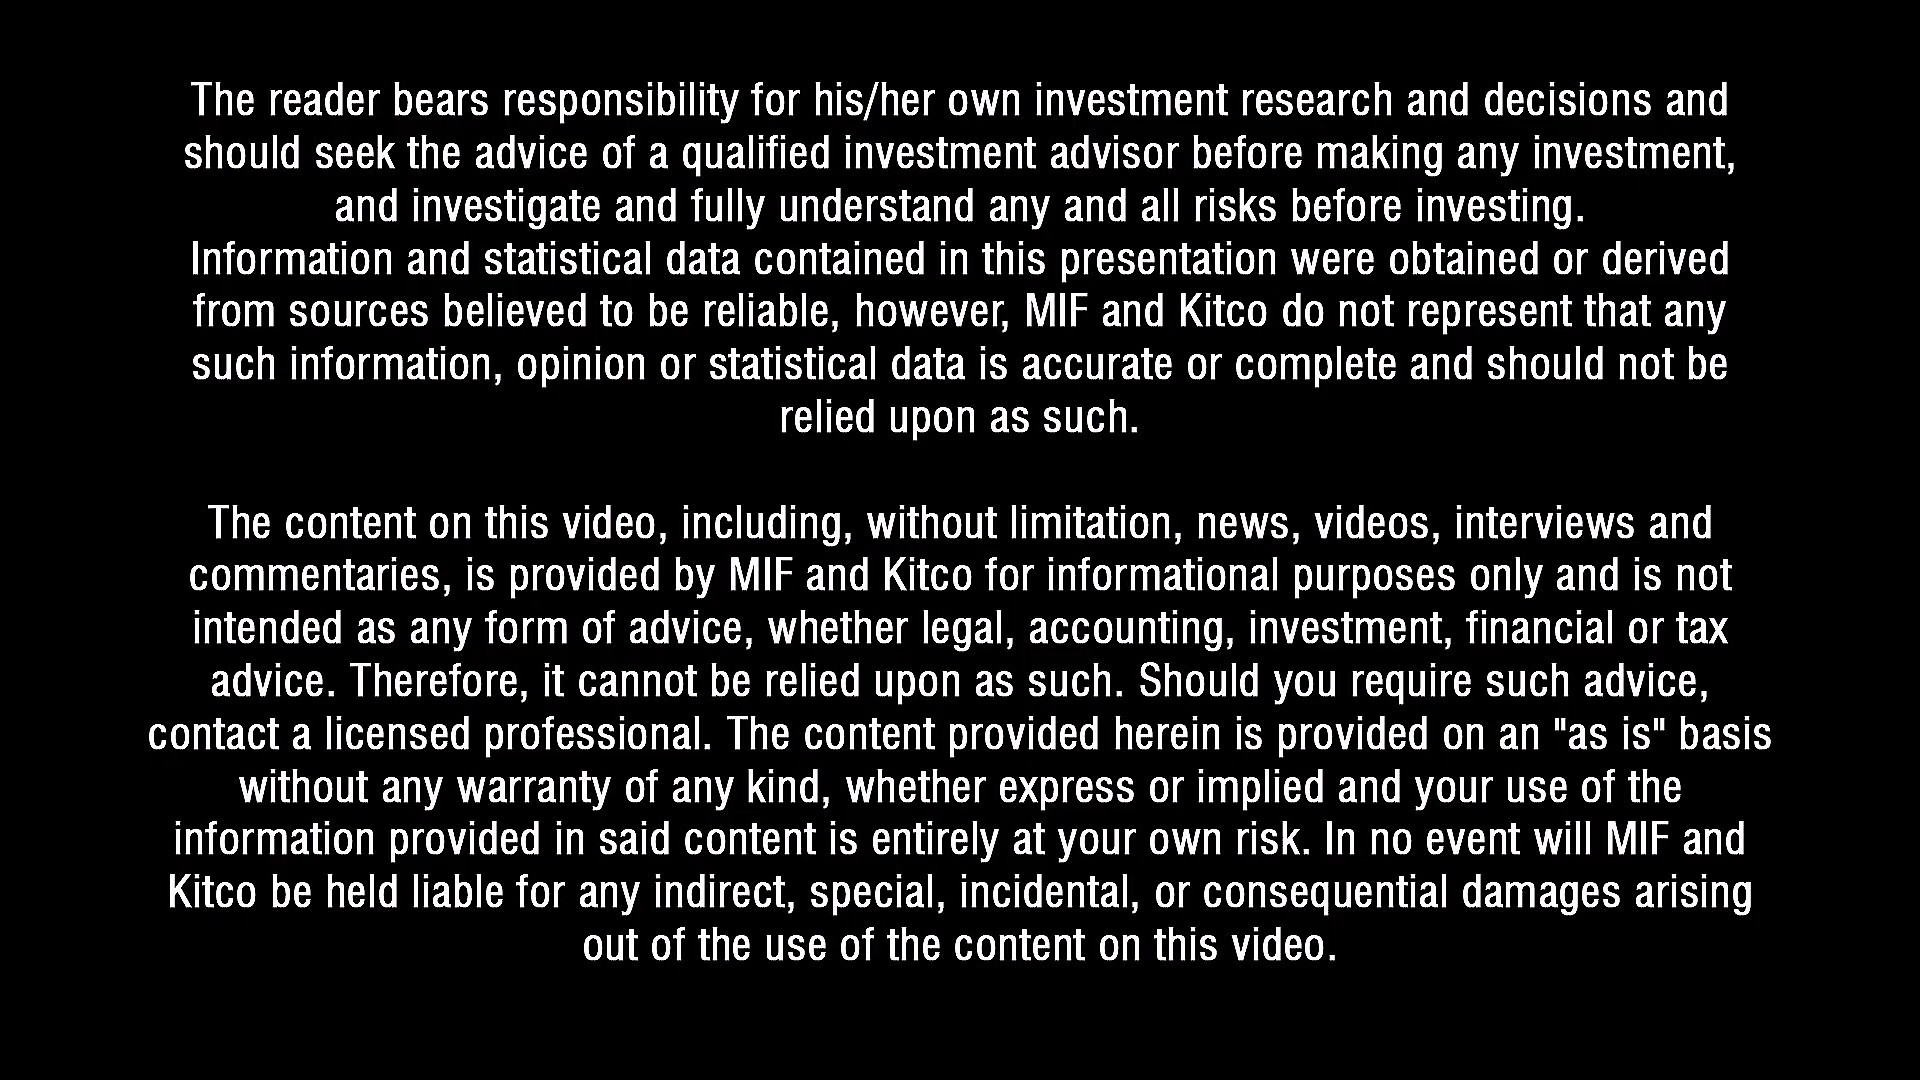 The reader bears responsibility for his/her own investment research and decisions and
should seek the advice of a qualified investment advisor before making any investment,
and investigate and fully understand any and all risks before investing.
Information and statistical data contained in this presentation were obtained or derived
from sources believed to be reliable, however, MIF and Kitco do not represent that any
such information, opinion or statistical data is accurate or complete and should not be
relied upon as such.
The content on this video, including, without limitation, news, videos, interviews and
commentaries, is provided by MIF and Kitco for informational purposes only and is not
intended as any form of advice, whether legal, accounting, investment, financial or tax
advice. Therefore, it cannot be relied upon as such. Should you require such advice,
contact a licensed professional. The content provided herein is provided on an "as is" basis
without any warranty of any kind, whether express or implied and your use of the
information provided in said content is entirely at your own risk. In no event will MIF and
Kitco be held liable for any indirect, special, incidental, or consequential damages arising
out of the use of the content on this video.